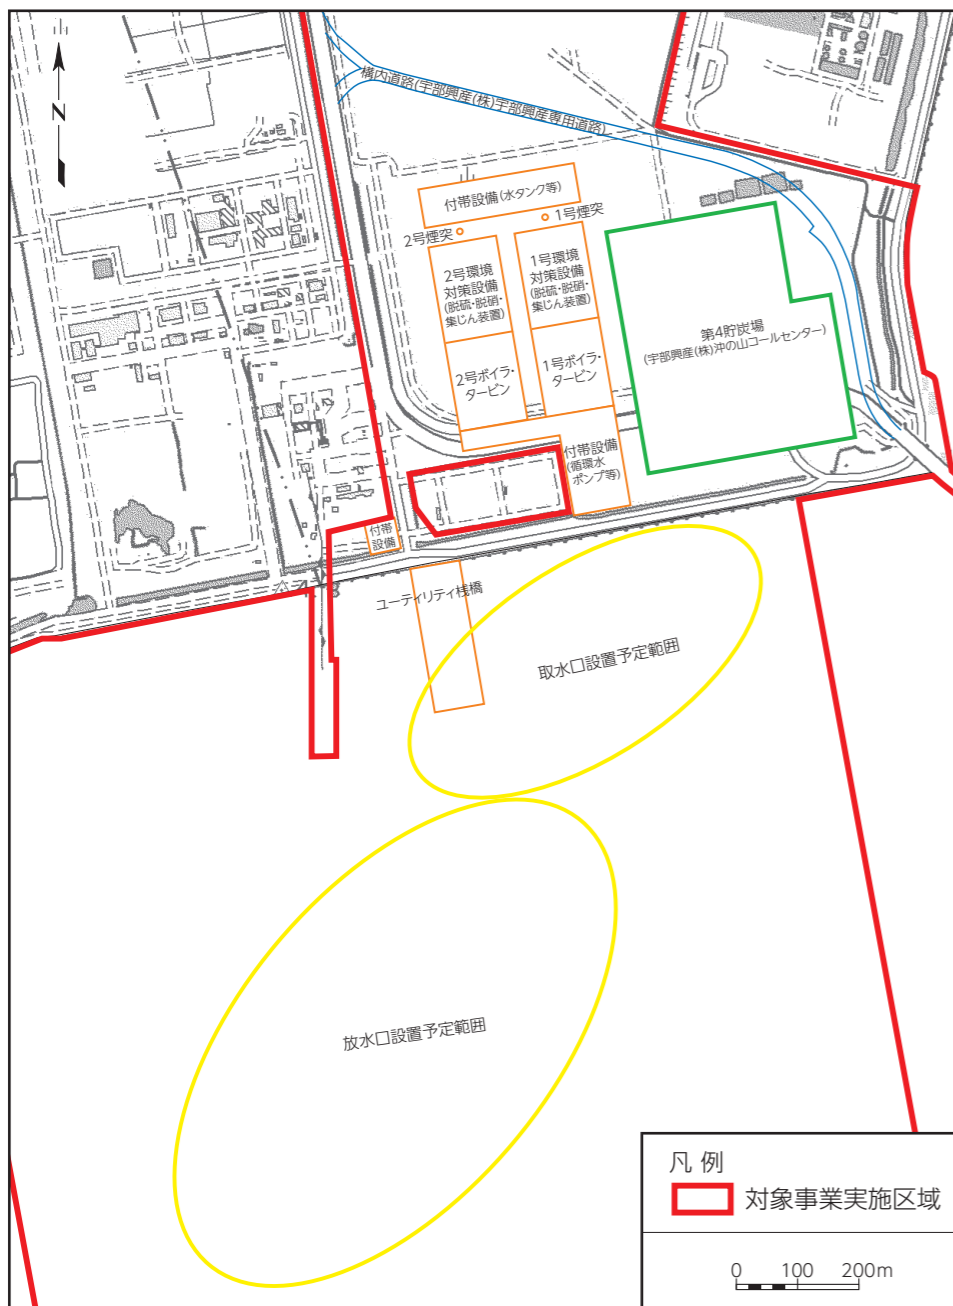 N
構内道路(宇部興産(株)宇部興産専用道路)
付帯設備(水タンク等)
2号煙突
1号煙突
2号環境
対策設備
(脱硫・脱硝・
集じん装置)
1号環境
対策設備
(脱硫・脱硝・
集じん装置)
第4貯炭場
(宇部興産(株)沖の山コールセンター)
2号ボイラ・
タービン
1号ボイラ・
タービン
付帯設備
(循環水
ポンプ等)
付帯
設備
ユーティリティ桟橋
取水口設置予定範囲
放水口設置予定範囲
凡 例
対象事業実施区域
0 100 200m